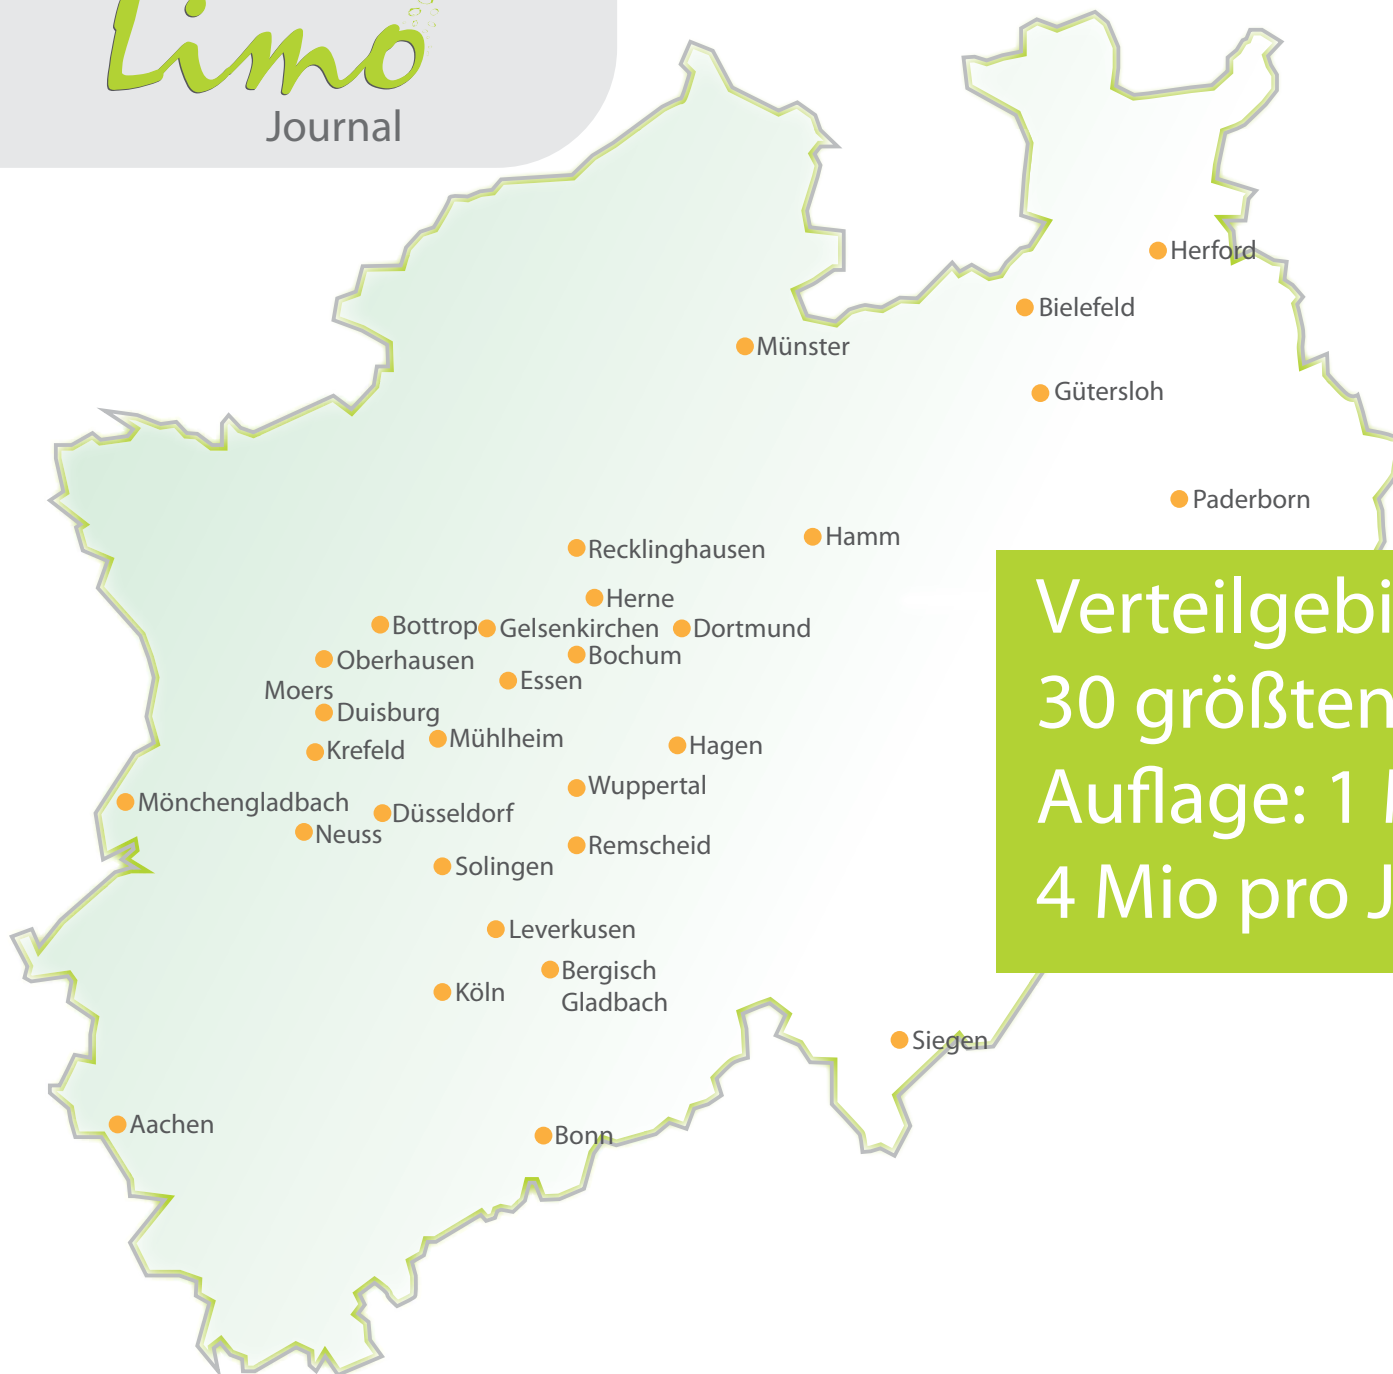 Limo
Journal
Herford
Bielefeld
Münster
Gütersloh
Paderborn
Hamm
Recklinghausen
Herne
Bottrop
Gelsenkirchen
Dortmund
Bochum
Oberhausen
Essen
Moers
Duisburg
Mühlheim
Hagen
Krefeld
Wuppertal
Mönchengladbach
Düsseldorf
Neuss
Remscheid
Solingen
Leverkusen
Bergisch
Gladbach
Köln
Siegen
Aachen
Bonn
Verteilgebi
30 größten
Auflage: 1
4 Mio pro J